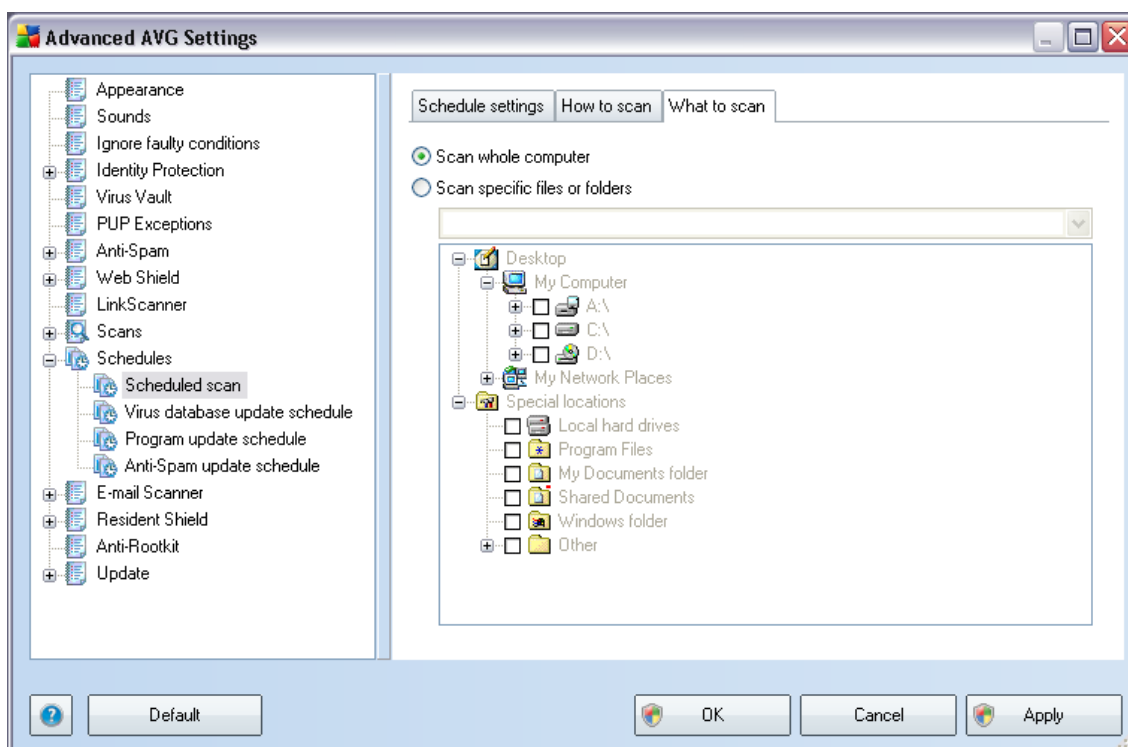 Advanced AVG Settings
Appearance
Sounds
Ignore faulty conditions
Identity Protection
Virus Vault
PUP Exceptions
Anti-Spam
Web Shield
LinkScanner
Scans
Schedules
Scheduled scan
Virus database update schedule
Program update schedule
Anti-Spam update schedule
E-mail Scanner
Resident Shield
Anti-Rootkit
Update
Schedule settings How to scan What to scan
Scan whole computer
Scan specific files or folders
Desktop
My Computer
A:\
C:\
D:\
My Network Places
Special locations
Local hard drives
Program Files
My Documents folder
Shared Documents
Windows folder
Other
Default OK Cancel Apply